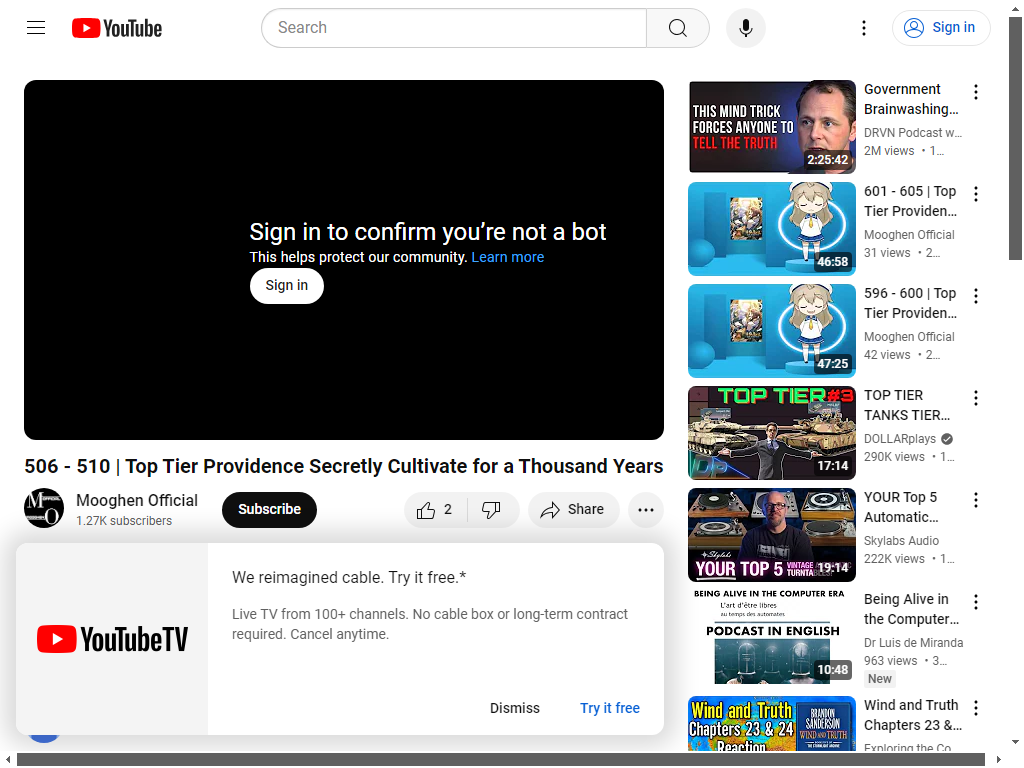 YouTube
Search
Sign in
Sign in to confirm you’re not a bot
This helps protect our community. Learn more
Sign in
506 - 510 | Top Tier Providence Secretly Cultivate for a Thousand Years
Mooghen Official
1.27K subscribers
Subscribe
2
Share
YouTubeTV
We reimagined cable. Try it free.*
Live TV from 100+ channels. No cable box or long-term contract
required. Cancel anytime.
Dismiss
Try it free
THIS MIND TRICK
FORCES ANYONE TO
TELL THE TRUTH
2:25:42
Government
Brainwashing...
DRVN Podcast w...
2M views • 1...
46:58
601 - 605 | Top
Tier Providen...
Mooghen Official
31 views • 2...
47:25
596 - 600 | Top
Tier Providen...
Mooghen Official
42 views • 2...
TOP TIER#3
17:14
TOP TIER
TANKS TIER...
DOLLARplays
290K views • 1...
Skylabs
YOUR TOP 5
VINTAGE
19:14
YOUR Top 5
Automatic...
Skylabs Audio
222K views • 1...
BEING ALIVE IN THE COMPUTER ERA
L'art d'être libres
au temps des automates
PODCAST IN ENGLISH
10:48
Being Alive in
the Computer...
Dr Luis de Miranda
963 views • 3...
New
Wind and Truth
Chapters 23 & 24
Reaction
BRANDON
SANDERSON
WIND AND TRUTH
Wind and Truth
Chapters 23 &...
Exploring the Co...